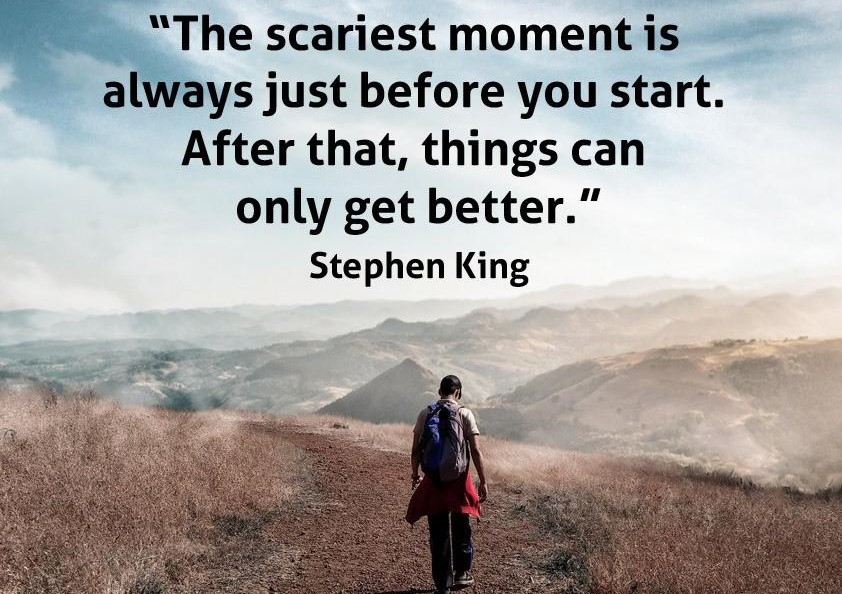 “The scariest moment is
always just before you start.
After that, things can
only get better.”
Stephen King